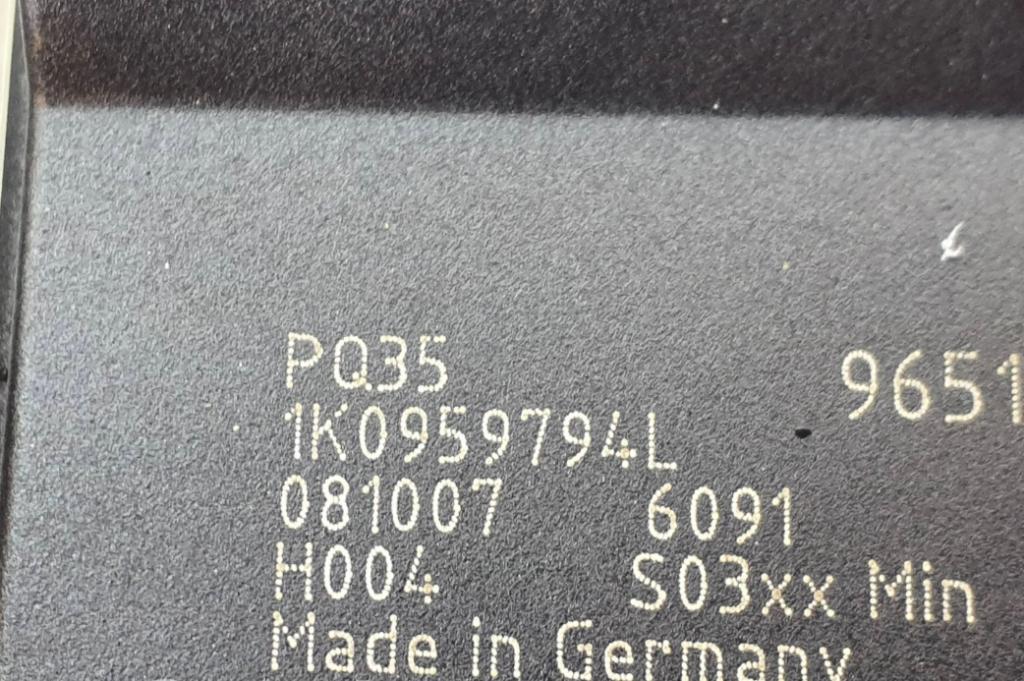 PQ35 9651
1K0959794L
081007 6091
H004 S03xx Min
Made in Germany